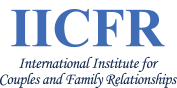 IICFR
International Institute for
Couples and Family Relationships